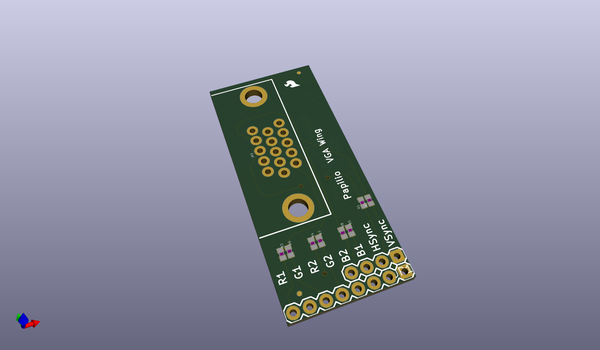 Papilio VGA Wing
R1
G1
R2
G2
B2
B1
HSync
VSync